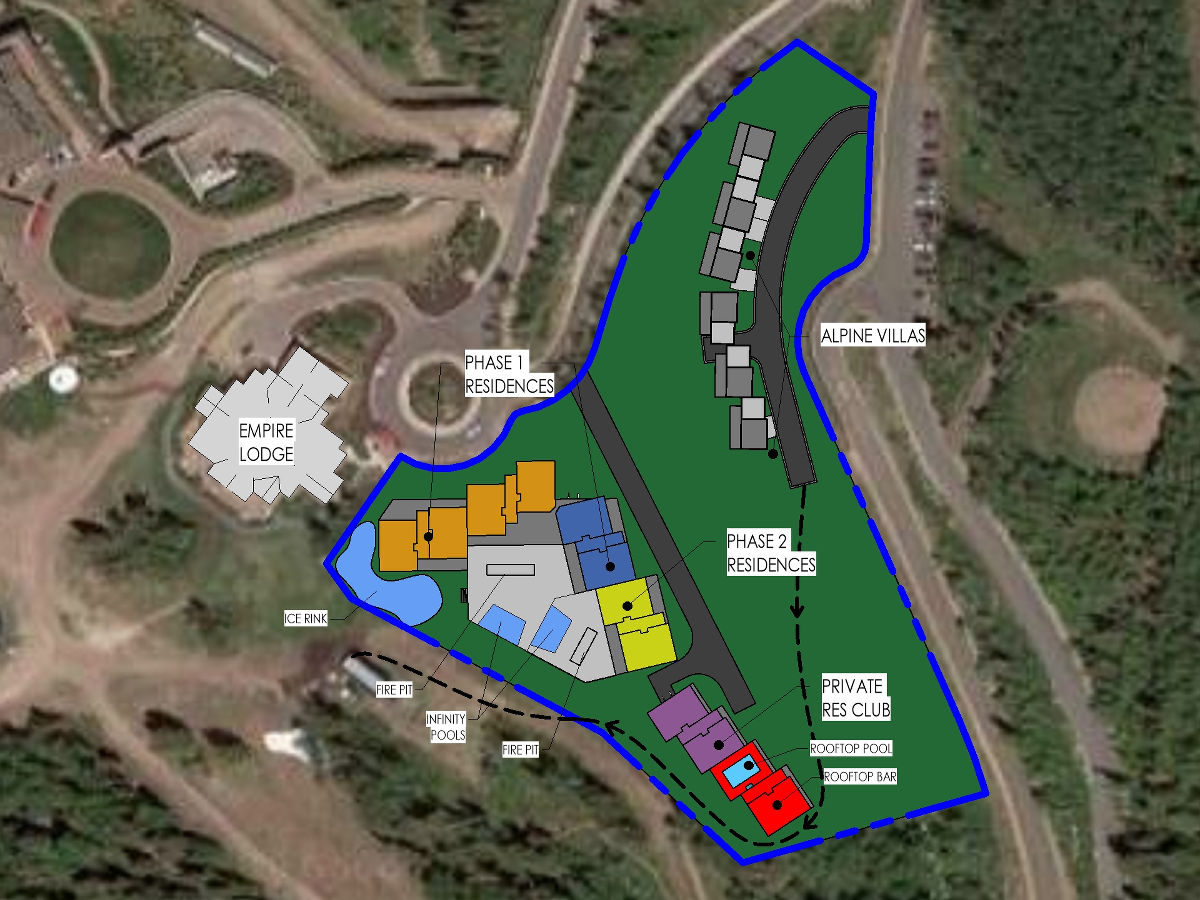 ALPINE VILLAS
PHASE 1
RESIDENCES
EMPIRE
LODGE
PHASE 2
RESIDENCES
ICE RINK
FIRE PIT
PRIVATE
RES CLUB
INFINITY
POOLS
FIRE PIT
ROOFTOP POOL
ROOFTOP BAR